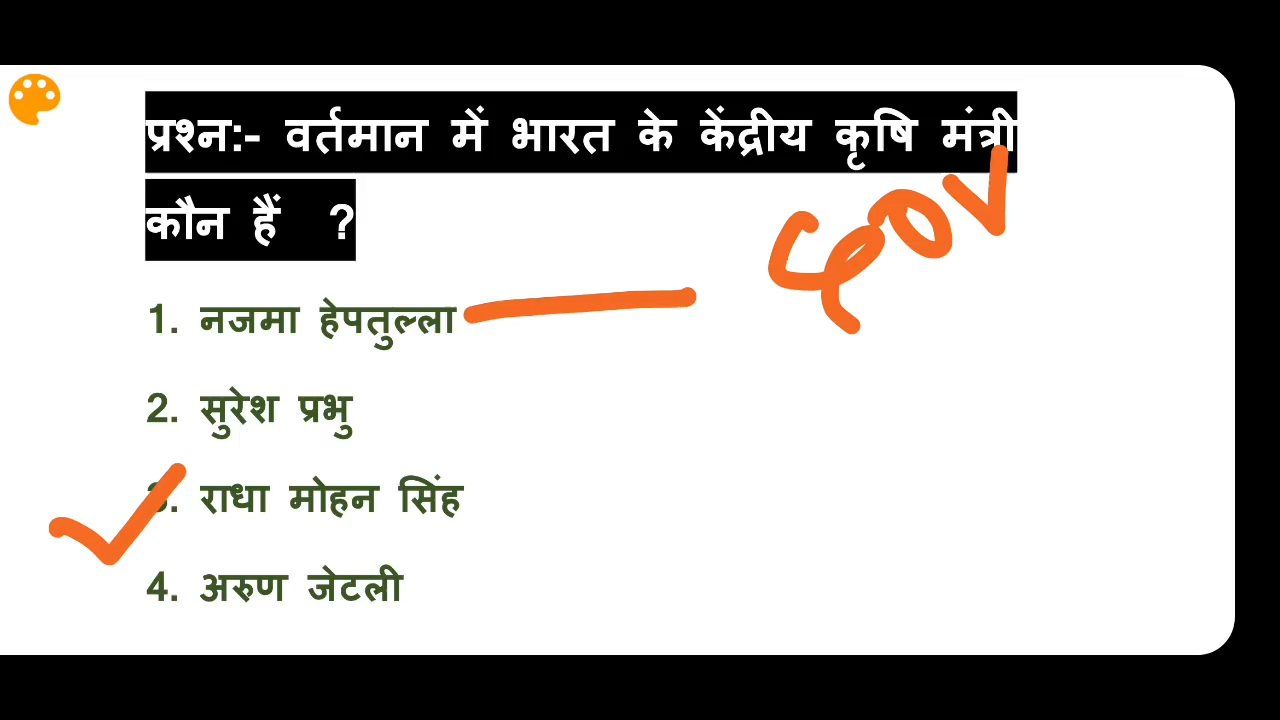 प्रश्न:- वर्तमान में भारत के केंद्रीय कृषि मंत्री
कौन हैं ?
1. नजमा हेपतुल्ला
2. सुरेश प्रभु
3. राधा मोहन सिंह
4. अरुण जेटली